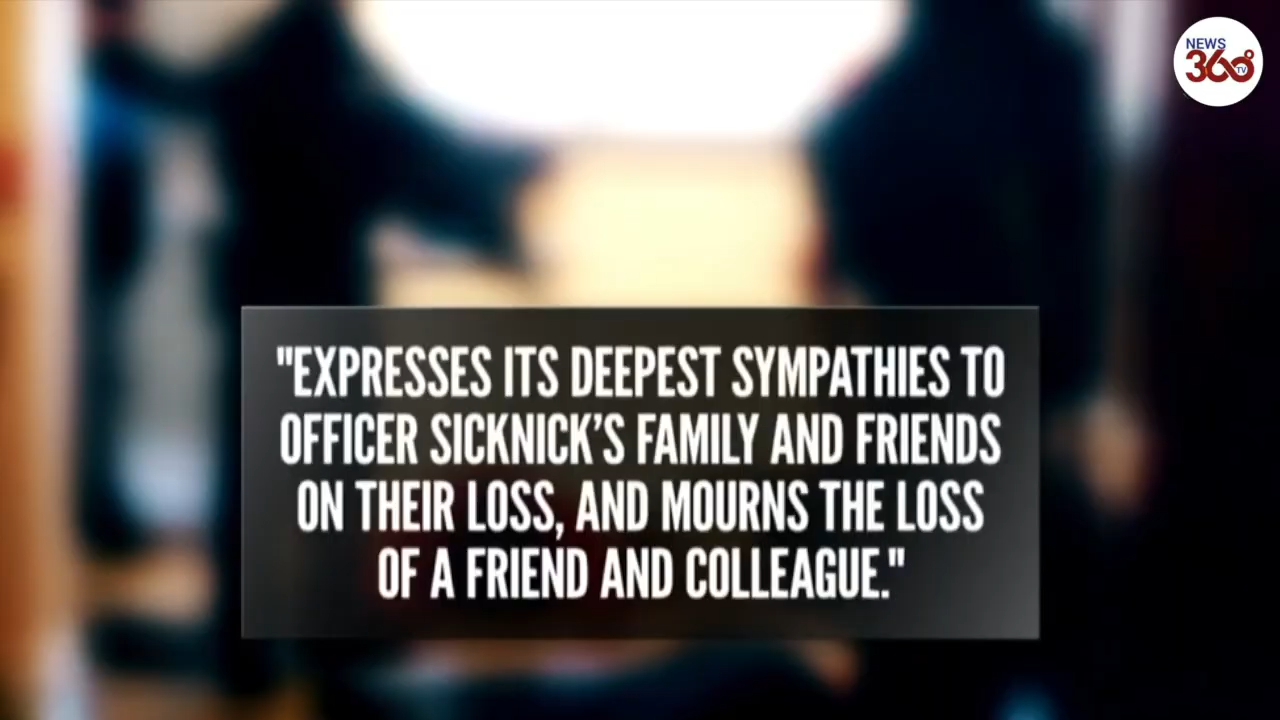 NEWS
360°
TV
"EXPRESSES ITS DEEPEST SYMPATHIES TO
OFFICER SICKNICK’S FAMILY AND FRIENDS
ON THEIR LOSS, AND MOURNS THE LOSS
OF A FRIEND AND COLLEAGUE."